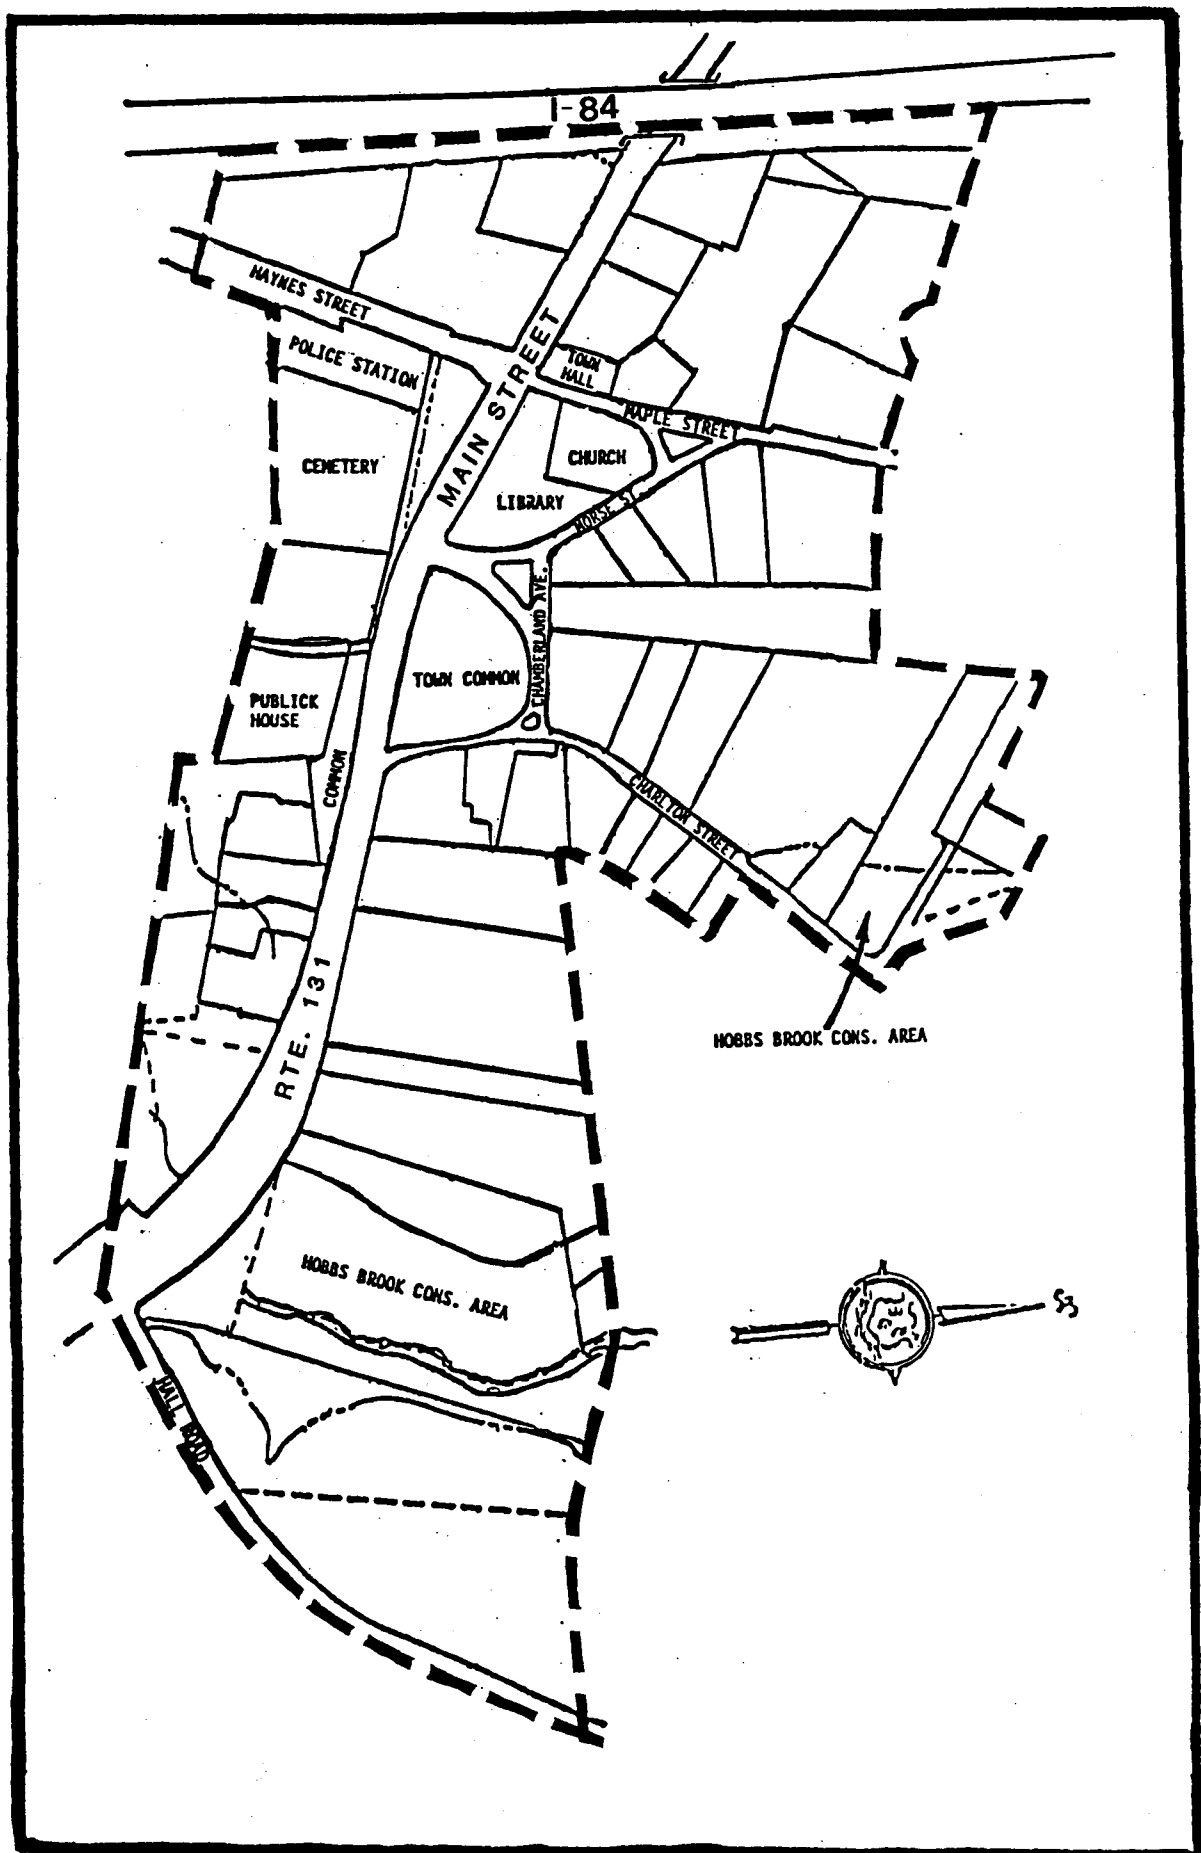 I-84
HAYNES STREET
POLICE STATION
TOWN
HALL
MAIN STREET
MAPLE STREET
CEMETERY
CHURCH
LIBRARY
MORSE ST.
CHAMBERLAND AVE.
TOWN COMMON
PUBLICK
HOUSE
COMMON
CHARLTON STREET
RTE. 131
HOBBS BROOK CONS. AREA
HOBBS BROOK CONS. AREA
HALL ROAD